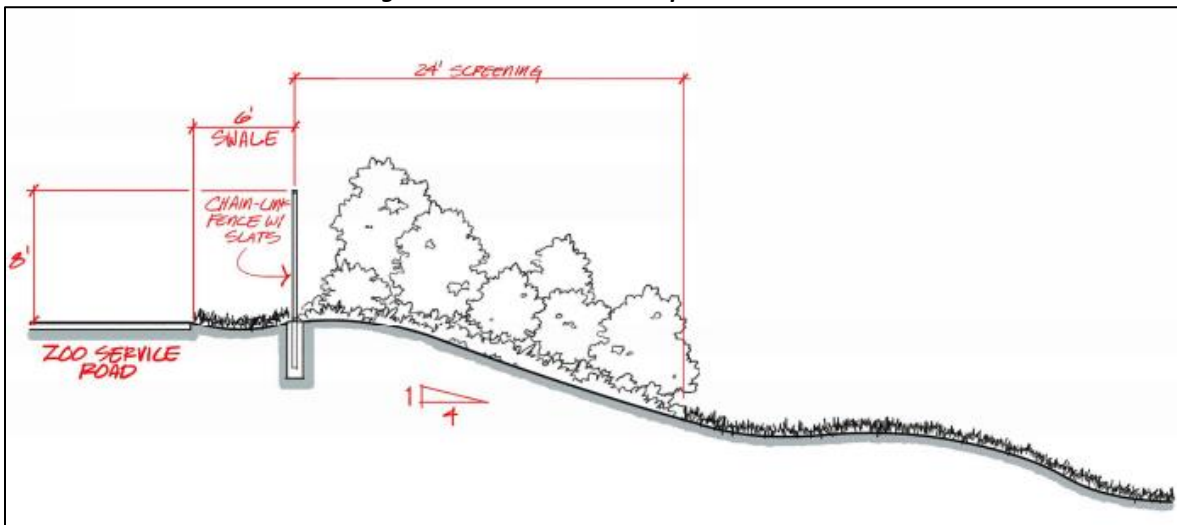 24' SCREENING
6'
SWALE
CHAIN-LINK
FENCE W/
SLATS
8'
ZOO SERVICE
ROAD
1
4